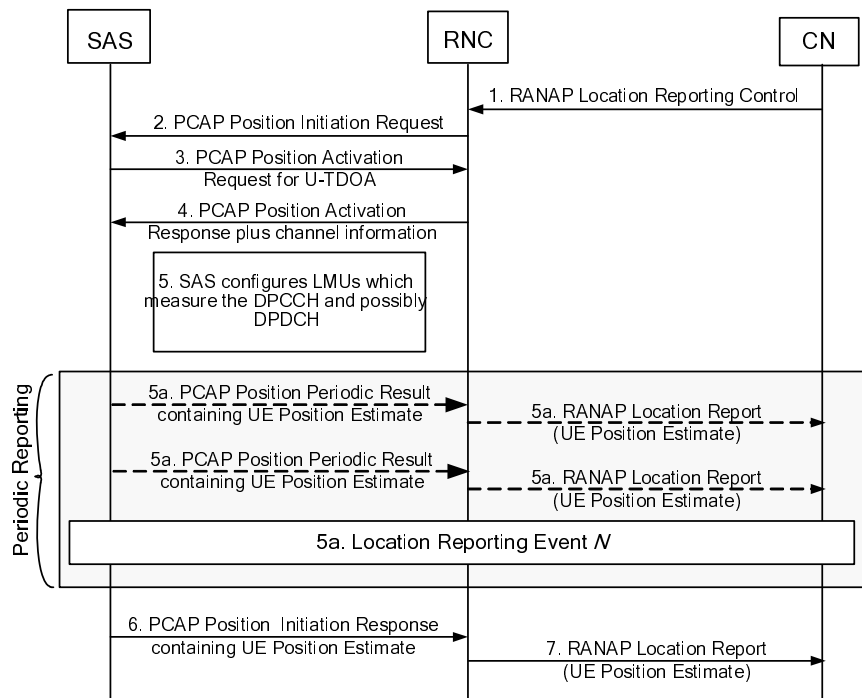 SAS
RNC
CN
1. RANAP Location Reporting Control
2. PCAP Position Initiation Request
3. PCAP Position Activation
Request for U-TDOA
4. PCAP Position Activation
Response plus channel information
5. SAS configures LMUs which
measure the DPCCH and possibly
DPDCH
Periodic Reporting
5a. PCAP Position Periodic Result
containing UE Position Estimate
5a. RANAP Location Report
(UE Position Estimate)
5a. PCAP Position Periodic Result
containing UE Position Estimate
5a. RANAP Location Report
(UE Position Estimate)
5a. Location Reporting Event N
6. PCAP Position Initiation Response
containing UE Position Estimate
7. RANAP Location Report
(UE Position Estimate)